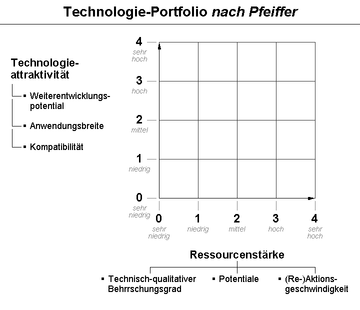 Technologie-Portfolio nach Pfeiffer
Technologie-
attraktivität
▪ Weiterentwicklungs-
potential
▪ Anwendungsbreite
▪ Kompatibilität
4
sehr
hoch
3
hoch
2
mittel
1
niedrig
0
sehr
niedrig
0 1 2 3 4
sehr niedrig niedrig mittel hoch sehr hoch
Ressourcenstärke
▪ Technisch-qualitativer
Behrrschungsgrad
▪ Potentiale
▪ (Re-)Aktions-
geschwindigkeit